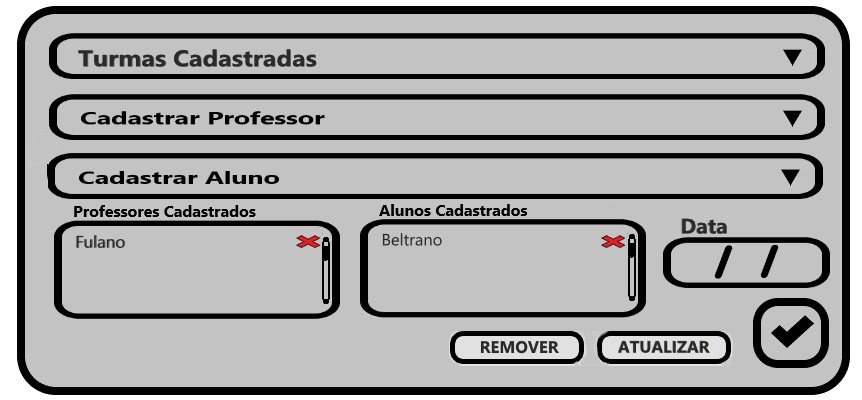 Turmas Cadastradas
Cadastrar Professor
Cadastrar Aluno
Professores Cadastrados
Alunos Cadastrados
Fulano
Beltrano
Data
/ /
REMOVER
ATUALIZAR